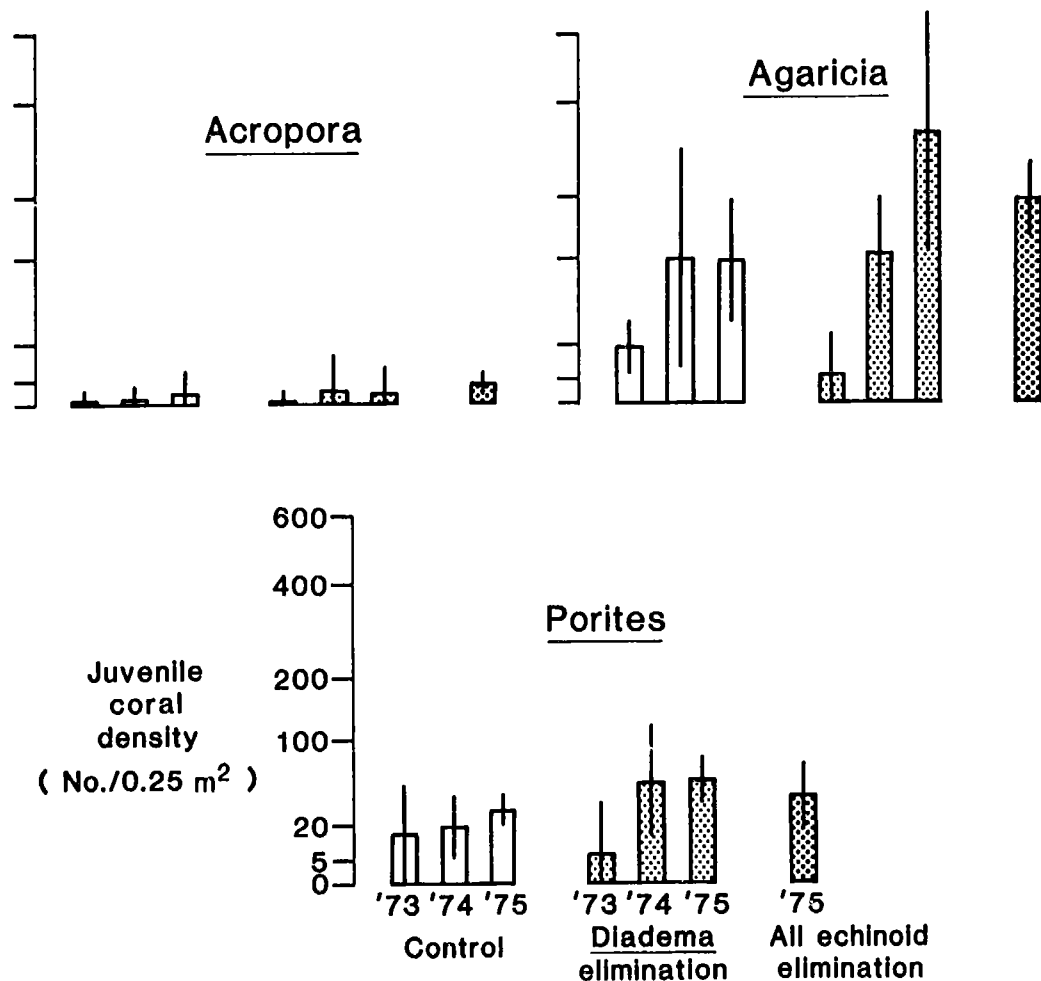 Acropora
Agaricia
Porites
600
400
200
100
20
5
0
Juvenile
coral
density
( No./0.25 m² )
'73 '74 '75 '73 '74 '75 '75
Control Diadema All echinoid
elimination elimination